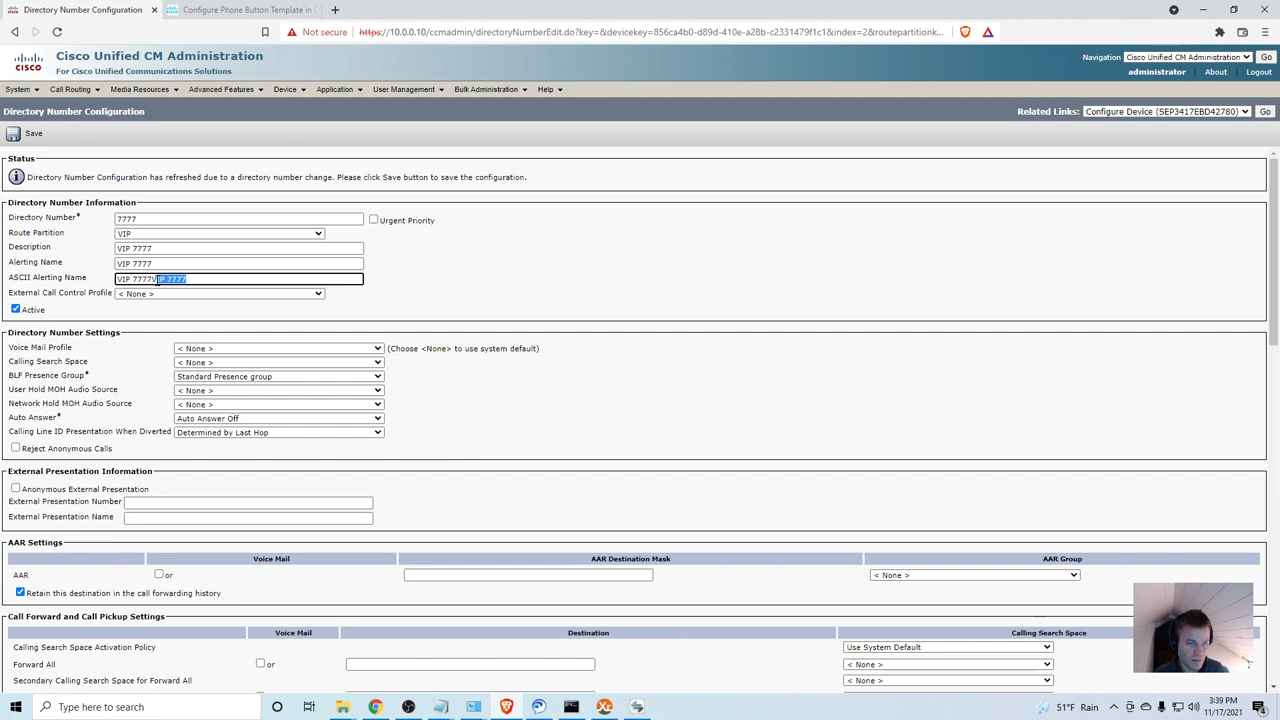 Directory Number Configuration
Configure Phone Button Template in C
Not secure https://10.0.0.10/ccmadmin/directoryNumberEdit.do?key=&devicekey=856ca4b0-d89d-410e-a28b-c2331479f1c1&index=2&routepartitionk...
Cisco Unified CM Administration
For Cisco Unified Communications Solutions
CISCO
Navigation Cisco Unified CM Administration Go
administrator About Logout
System Call Routing Media Resources Advanced Features Device Application User Management Bulk Administration Help
Directory Number Configuration
Related Links: Configure Device (SEP3417EBD42780) Go
Save
Status
Directory Number Configuration has refreshed due to a directory number change. Please click Save button to save the configuration.
Directory Number Information
Directory Number* 7777 Urgent Priority
Route Partition VIP
Description VIP 7777
Alerting Name VIP 7777
ASCII Alerting Name VIP 7777VIP 7777
External Call Control Profile < None >
Active
Directory Number Settings
Voice Mail Profile < None > (Choose <None> to use system default)
Calling Search Space < None >
BLF Presence Group* Standard Presence group
User Hold MOH Audio Source < None >
Network Hold MOH Audio Source < None >
Auto Answer* Auto Answer Off
Calling Line ID Presentation When Diverted Determined by Last Hop
Reject Anonymous Calls
External Presentation Information
Anonymous External Presentation
External Presentation Number
External Presentation Name
AAR Settings
Voice Mail AAR Destination Mask AAR Group
AAR or < None >
Retain this destination in the call forwarding history
Call Forward and Call Pickup Settings
Voice Mail Destination Calling Search Space
Calling Search Space Activation Policy Use System Default
Forward All or < None >
Secondary Calling Search Space for Forward All < None >
Type here to search
51°F Rain
3:39 PM
11/17/2021
4